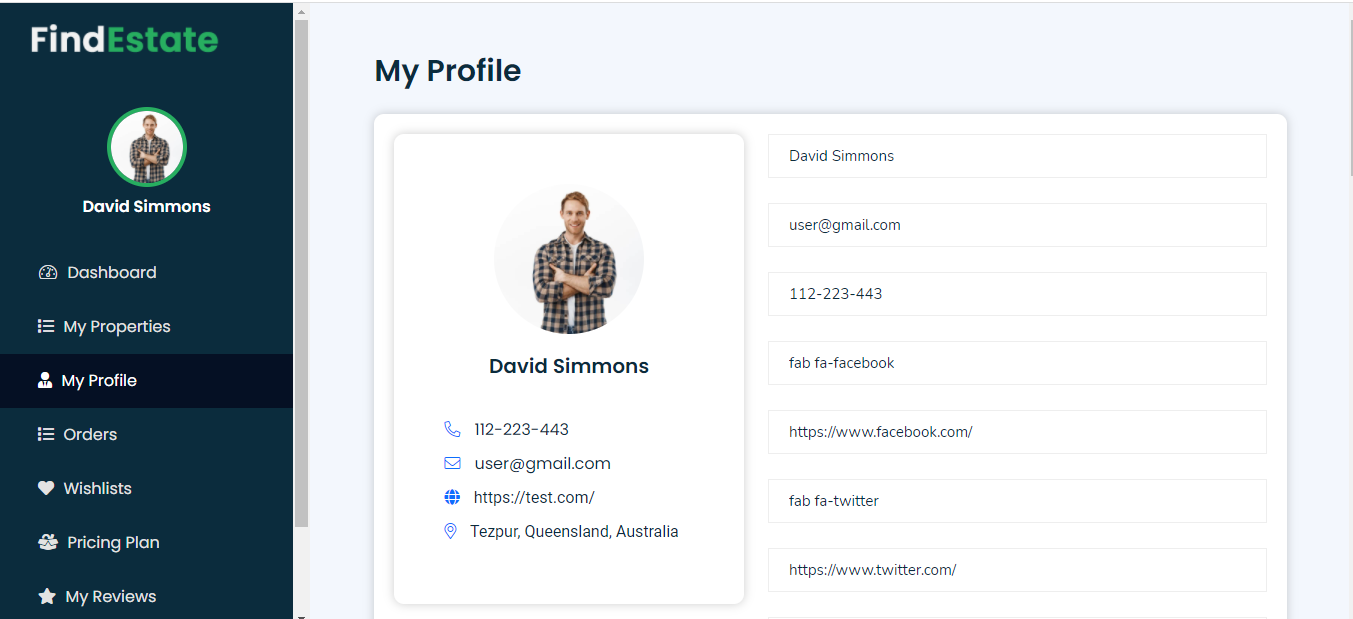 FindEstate
David Simmons
Dashboard
My Properties
My Profile
Orders
Wishlists
Pricing Plan
My Reviews
My Profile
David Simmons
112-223-443
user@gmail.com
https://test.com/
Tezpur, Queensland, Australia
David Simmons
user@gmail.com
112-223-443
fab fa-facebook
https://www.facebook.com/
fab fa-twitter
https://www.twitter.com/